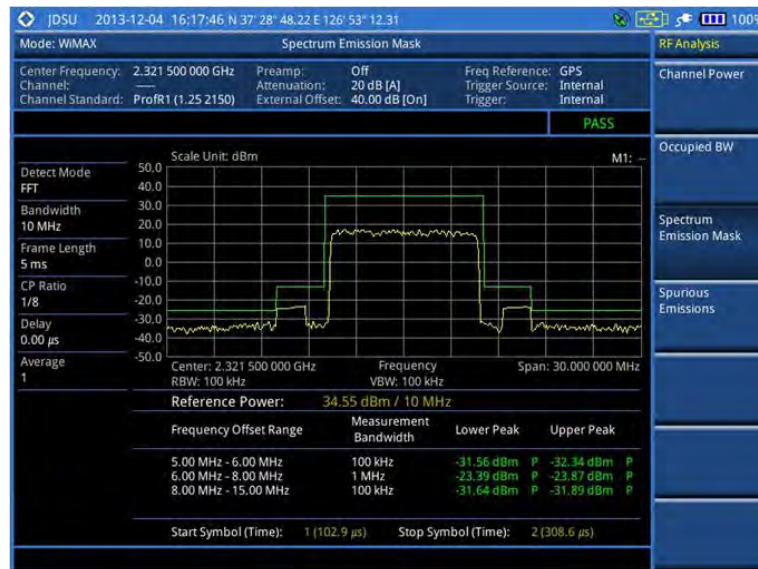 JDSU 2013-12-04 16:17:46 N 37' 28" 48.22 E 126' 53" 12.31 100%
Mode: WiMAX Spectrum Emission Mask RF Analysis
Center Frequency: 2.321 500 000 GHz Preamp: Off Freq Reference: GPS
Channel: ---- Attenuation: 20 dB [A] Trigger Source: Internal
Channel Standard: ProfR1 (1.25 2150) External Offset: 40.00 dB [On] Trigger: Internal
Channel Power
PASS
Occupied BW
Spectrum
Emission Mask
Spurious
Emissions
Detect Mode
FFT
Bandwidth
10 MHz
Frame Length
5 ms
CP Ratio
1/8
Delay
0.00 µs
Average
1
Scale Unit: dBm M1: --
50.0
40.0
30.0
20.0
10.0
0.0
-10.0
-20.0
-30.0
-40.0
-50.0
Center: 2.321 500 000 GHz Frequency Span: 30.000 000 MHz
RBW: 100 kHz VBW: 100 kHz
Reference Power: 34.55 dBm / 10 MHz
Frequency Offset Range Measurement Bandwidth Lower Peak Upper Peak
5.00 MHz - 6.00 MHz 100 kHz -31.56 dBm P -32.34 dBm P
6.00 MHz - 8.00 MHz 1 MHz -23.39 dBm P -23.87 dBm P
8.00 MHz - 15.00 MHz 100 kHz -31.64 dBm P -31.89 dBm P
Start Symbol (Time): 1 (102.9 µs) Stop Symbol (Time): 2 (308.6 µs)